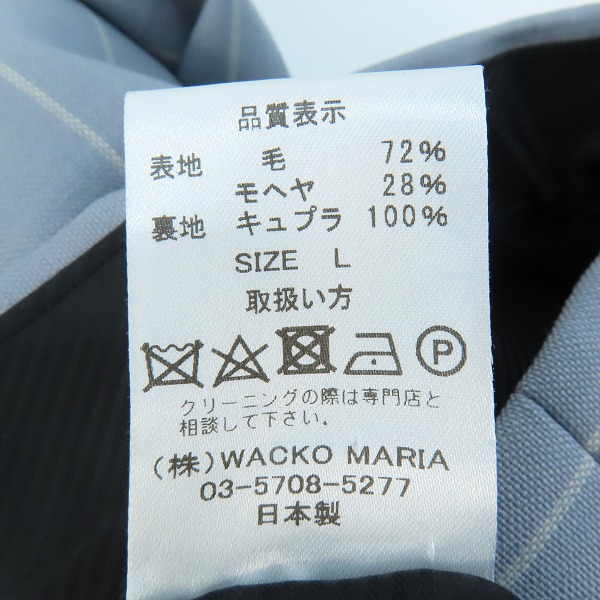 品質表示
表地 毛 72%
モヘヤ 28%
裏地 キュプラ 100%
SIZE L
取扱い方
P
クリーニングの際は専門店と
相談して下さい。
(株)WACKO MARIA
03-5708-5277
日本製